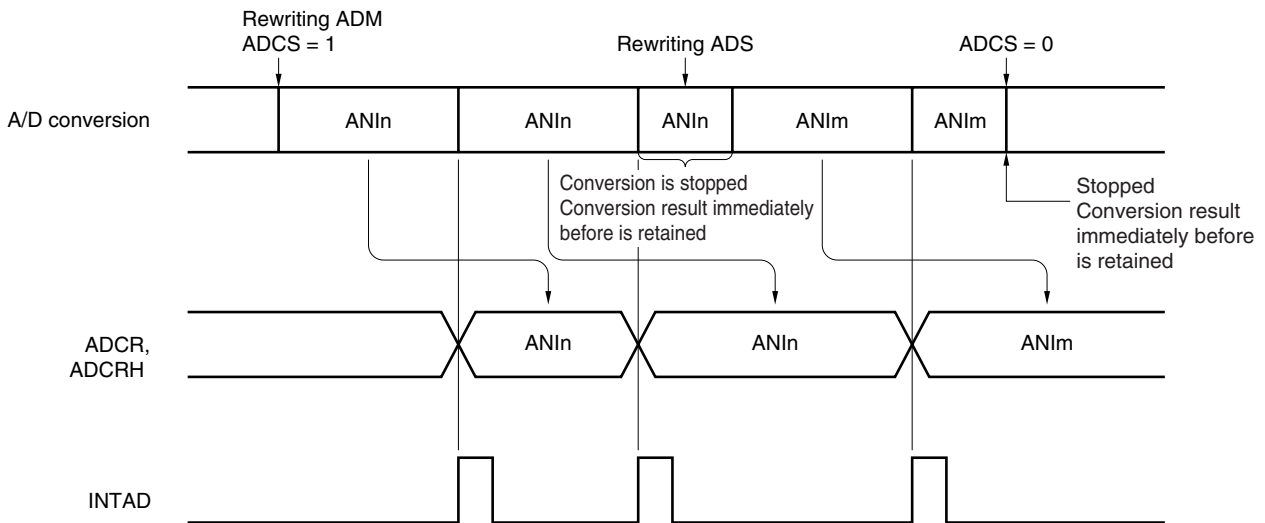 Rewriting ADM
ADCS = 1
Rewriting ADS
ADCS = 0
A/D conversion
ANIn
ANIn
ANIn
ANIm
ANIm
Conversion is stopped
Conversion result immediately
before is retained
Stopped
Conversion result
immediately before
is retained
ADCR,
ADCRH
ANIn
ANIn
ANIm
INTAD